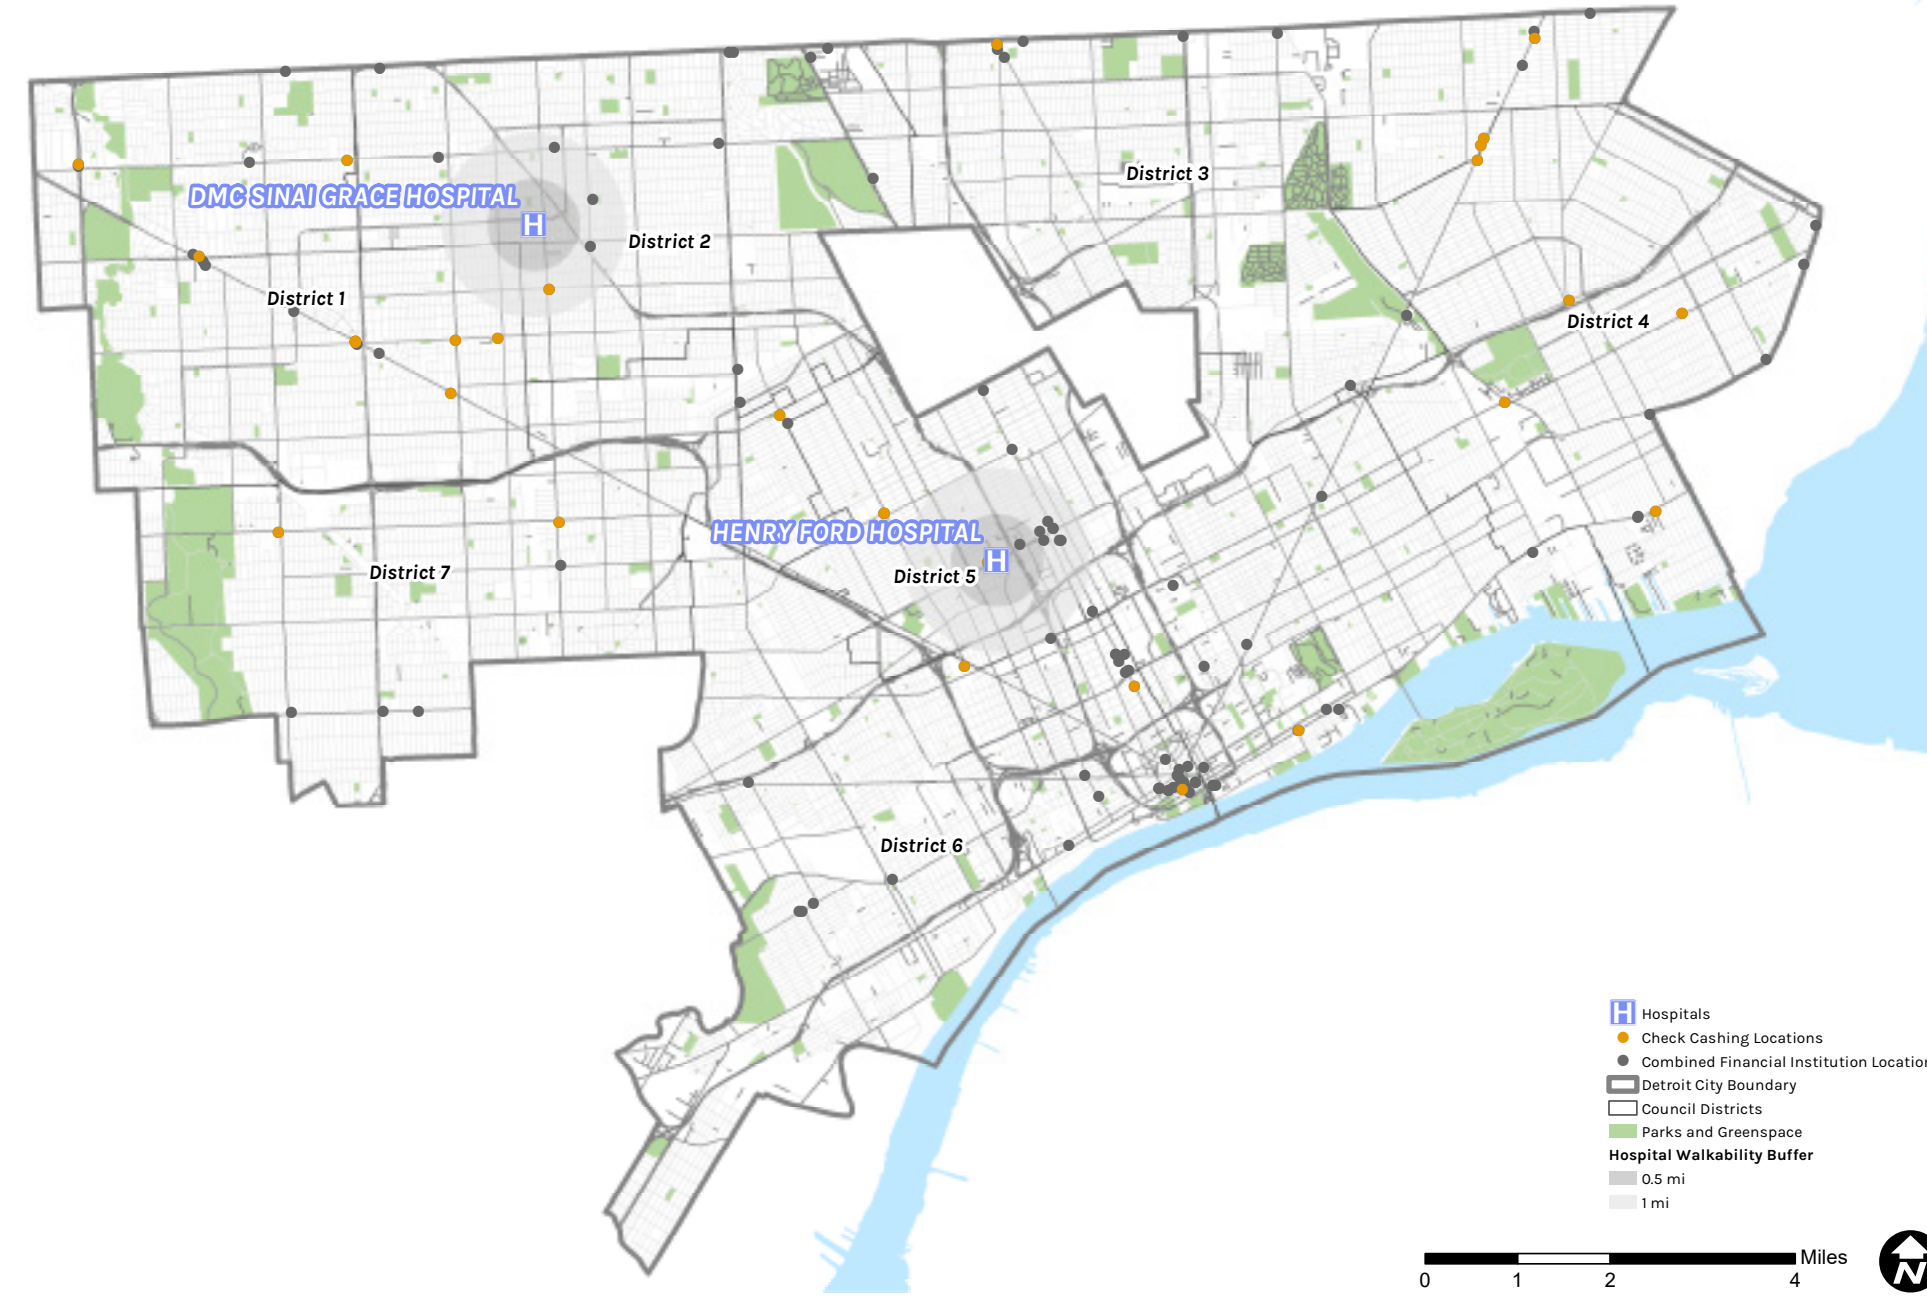 District 3
DMC SINAI GRACE HOSPITAL
H
District 2
District 1
District 4
HENRY FORD HOSPITAL
H
District 7
District 5
District 6
H Hospitals
Check Cashing Locations
Combined Financial Institution Location
Detroit City Boundary
Council Districts
Parks and Greenspace
Hospital Walkability Buffer
0.5 mi
1 mi
Miles
0 1 2 4
N